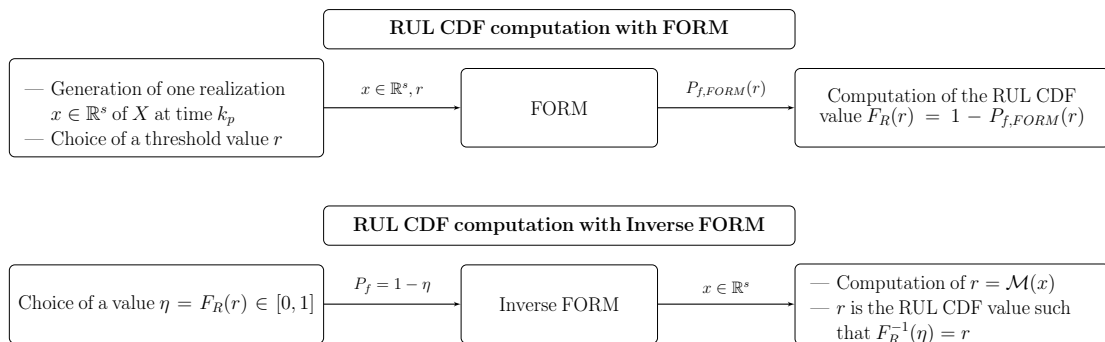 RUL CDF computation with FORM
— Generation of one realization
x ∈ ℝ^s of X at time k_p
— Choice of a threshold value r
x ∈ ℝ^s, r
FORM
P_{f,FORM}(r)
Computation of the RUL CDF
value F_R(r) = 1 − P_{f,FORM}(r)
RUL CDF computation with Inverse FORM
Choice of a value η = F_R(r) ∈ [0, 1]
P_f = 1 − η
Inverse FORM
x ∈ ℝ^s
— Computation of r = ℳ(x)
— r is the RUL CDF value such
that F_R^{-1}(η) = r